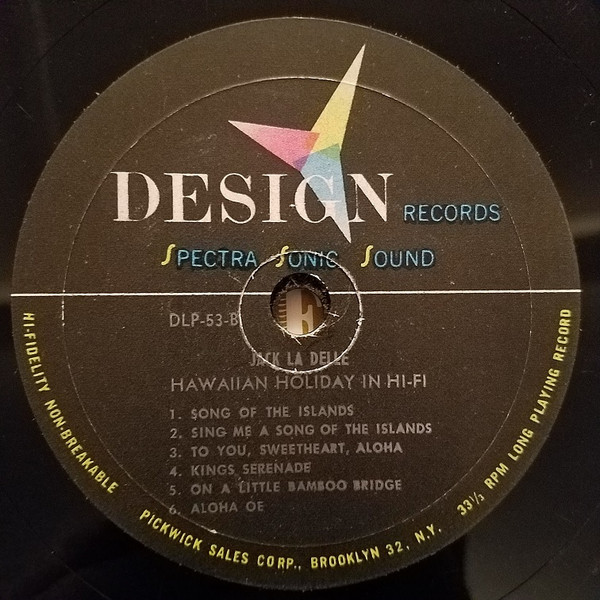 DESIGN RECORDS
SPECTRA SONIC SOUND
DLP-53-B
JACK LA DELLE
HAWAIIAN HOLIDAY IN HI-FI
1. SONG OF THE ISLANDS
2. SING ME A SONG OF THE ISLANDS
3. TO YOU, SWEETHEART, ALOHA
4. KINGS SERENADE
5. ON A LITTLE BAMBOO BRIDGE
6. ALOHA OE
HI-FIDELITY NON-BREAKABLE
PICKWICK SALES CORP., BROOKLYN 32, N.Y.
33⅓ RPM LONG PLAYING RECORD